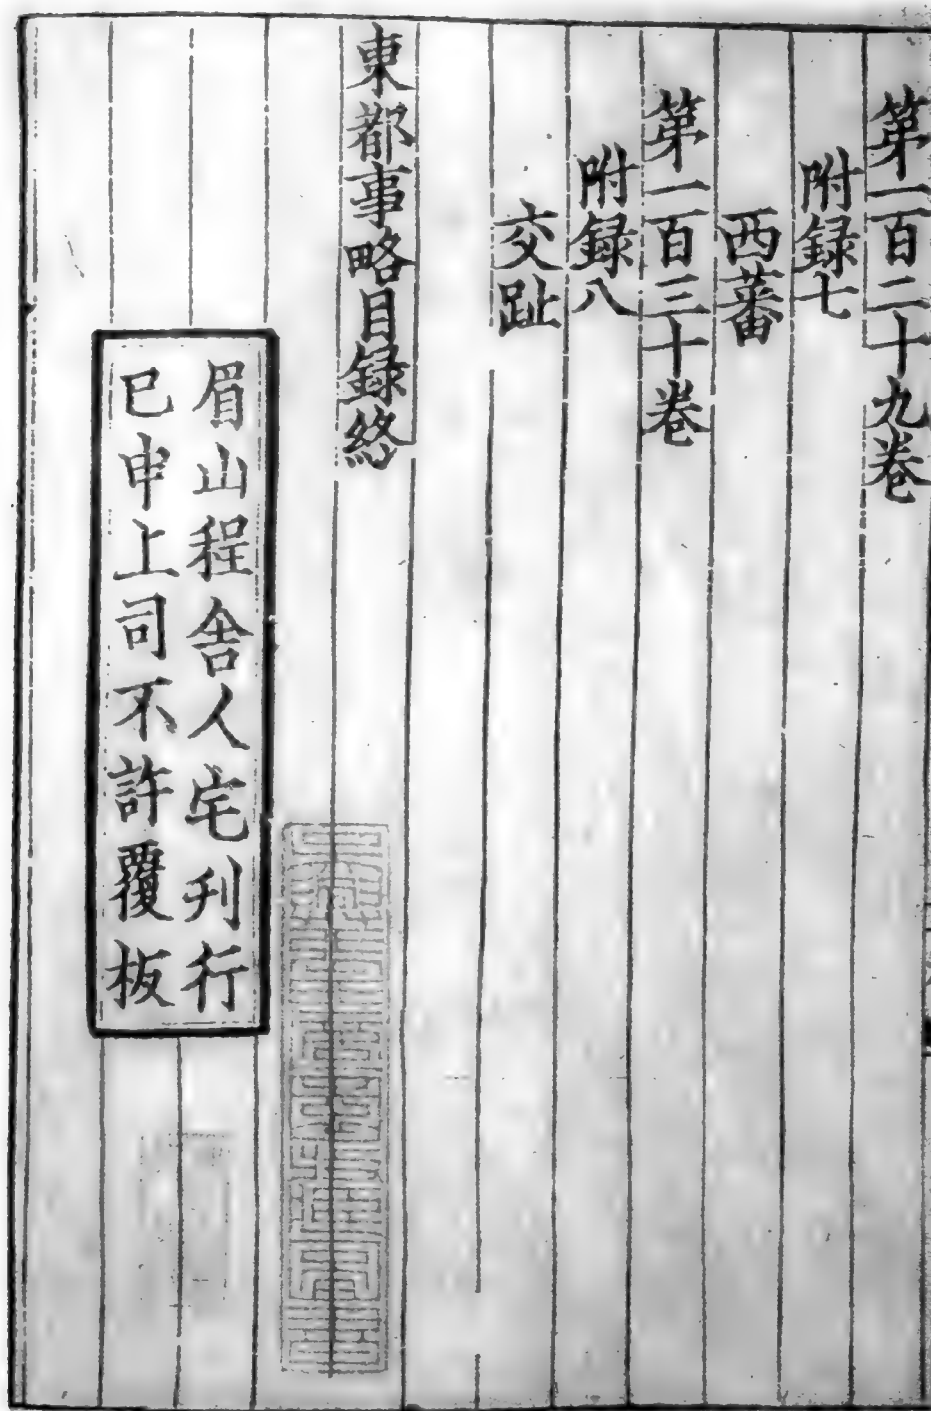 第一百二十九卷
附録七
西蕃
第一百三十卷
附録八
交趾
東都事略目録終
眉山程舍人宅刋行
已申上司不許覆板